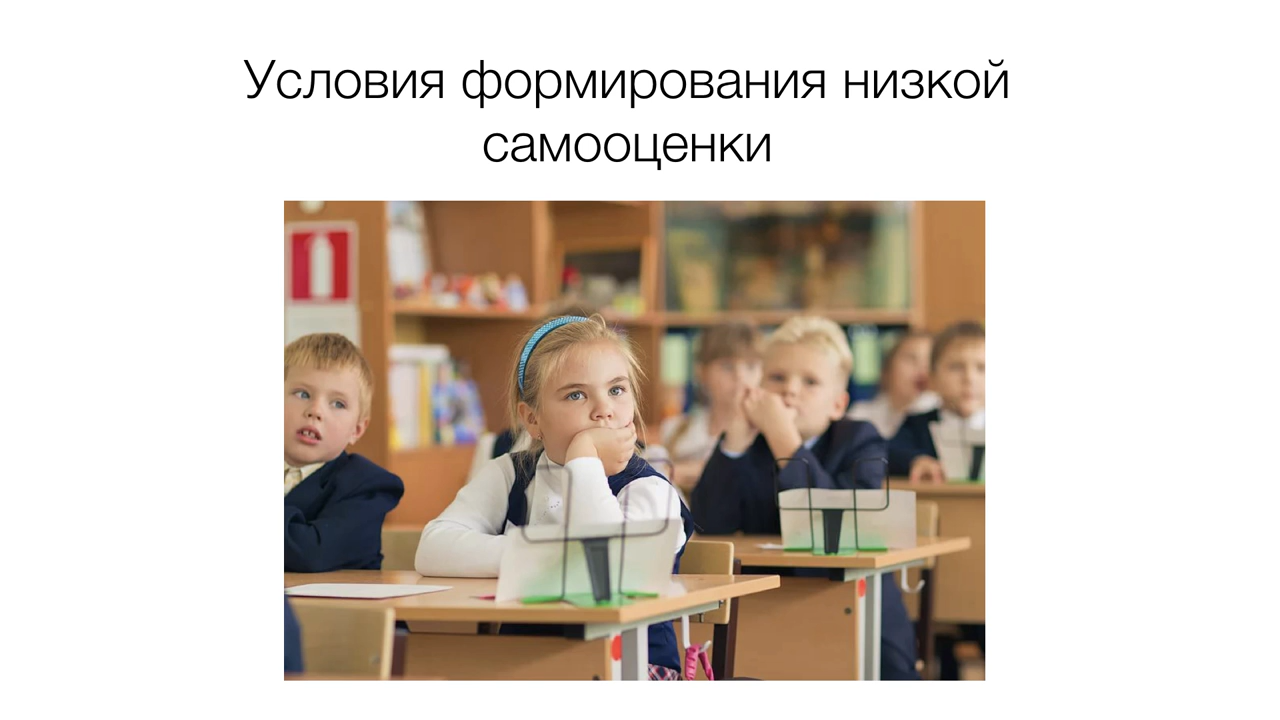 Условия формирования низкой
самооценки